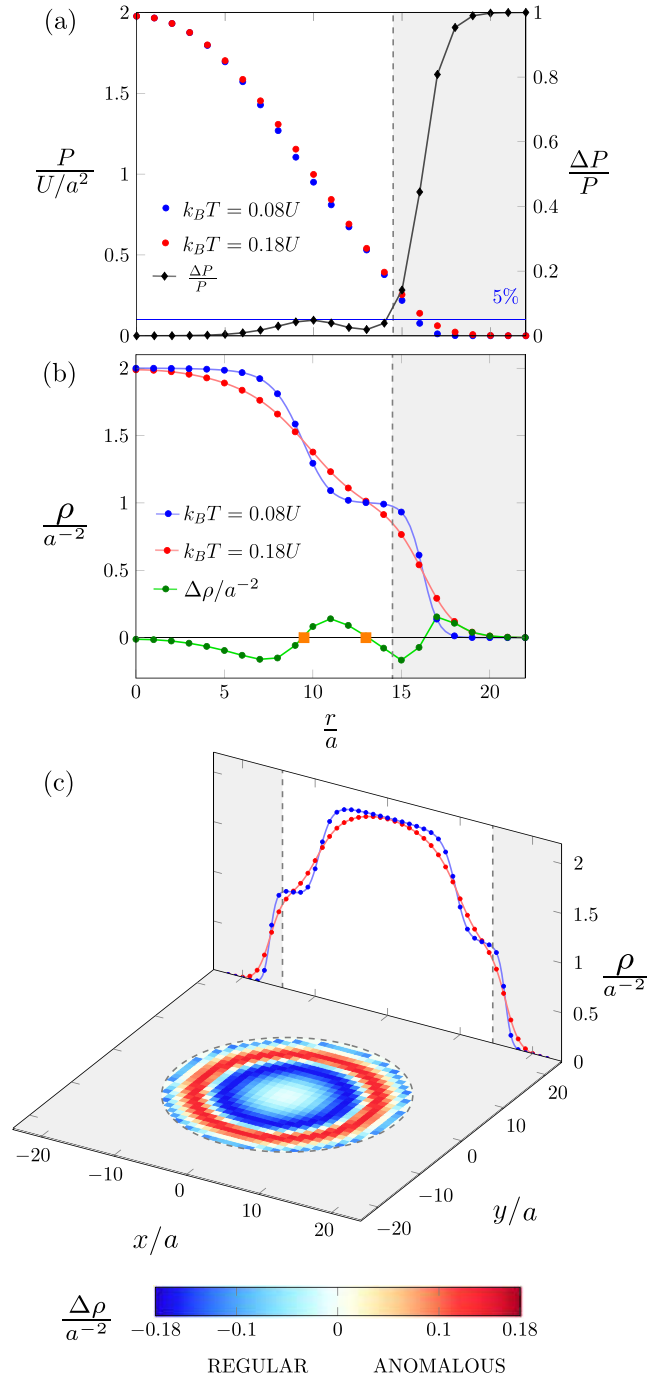 (a)
2
1.5
1
0.5
0
P
U/a²
1
0.8
0.6
0.4
0.2
0
ΔP
P
k_BT = 0.08U
k_BT = 0.18U
ΔP
P
5%
(b)
2
1.5
1
0.5
0
ρ
a⁻²
k_BT = 0.08U
k_BT = 0.18U
Δρ/a⁻²
0 5 10 15 20
r
a
(c)
2
1.5
1
0.5
0
ρ
a⁻²
−20 −10 0 10 20
x/a
20
10
0
−10
−20
y/a
Δρ
a⁻²
-0.18 -0.1 0 0.1 0.18
REGULAR ANOMALOUS